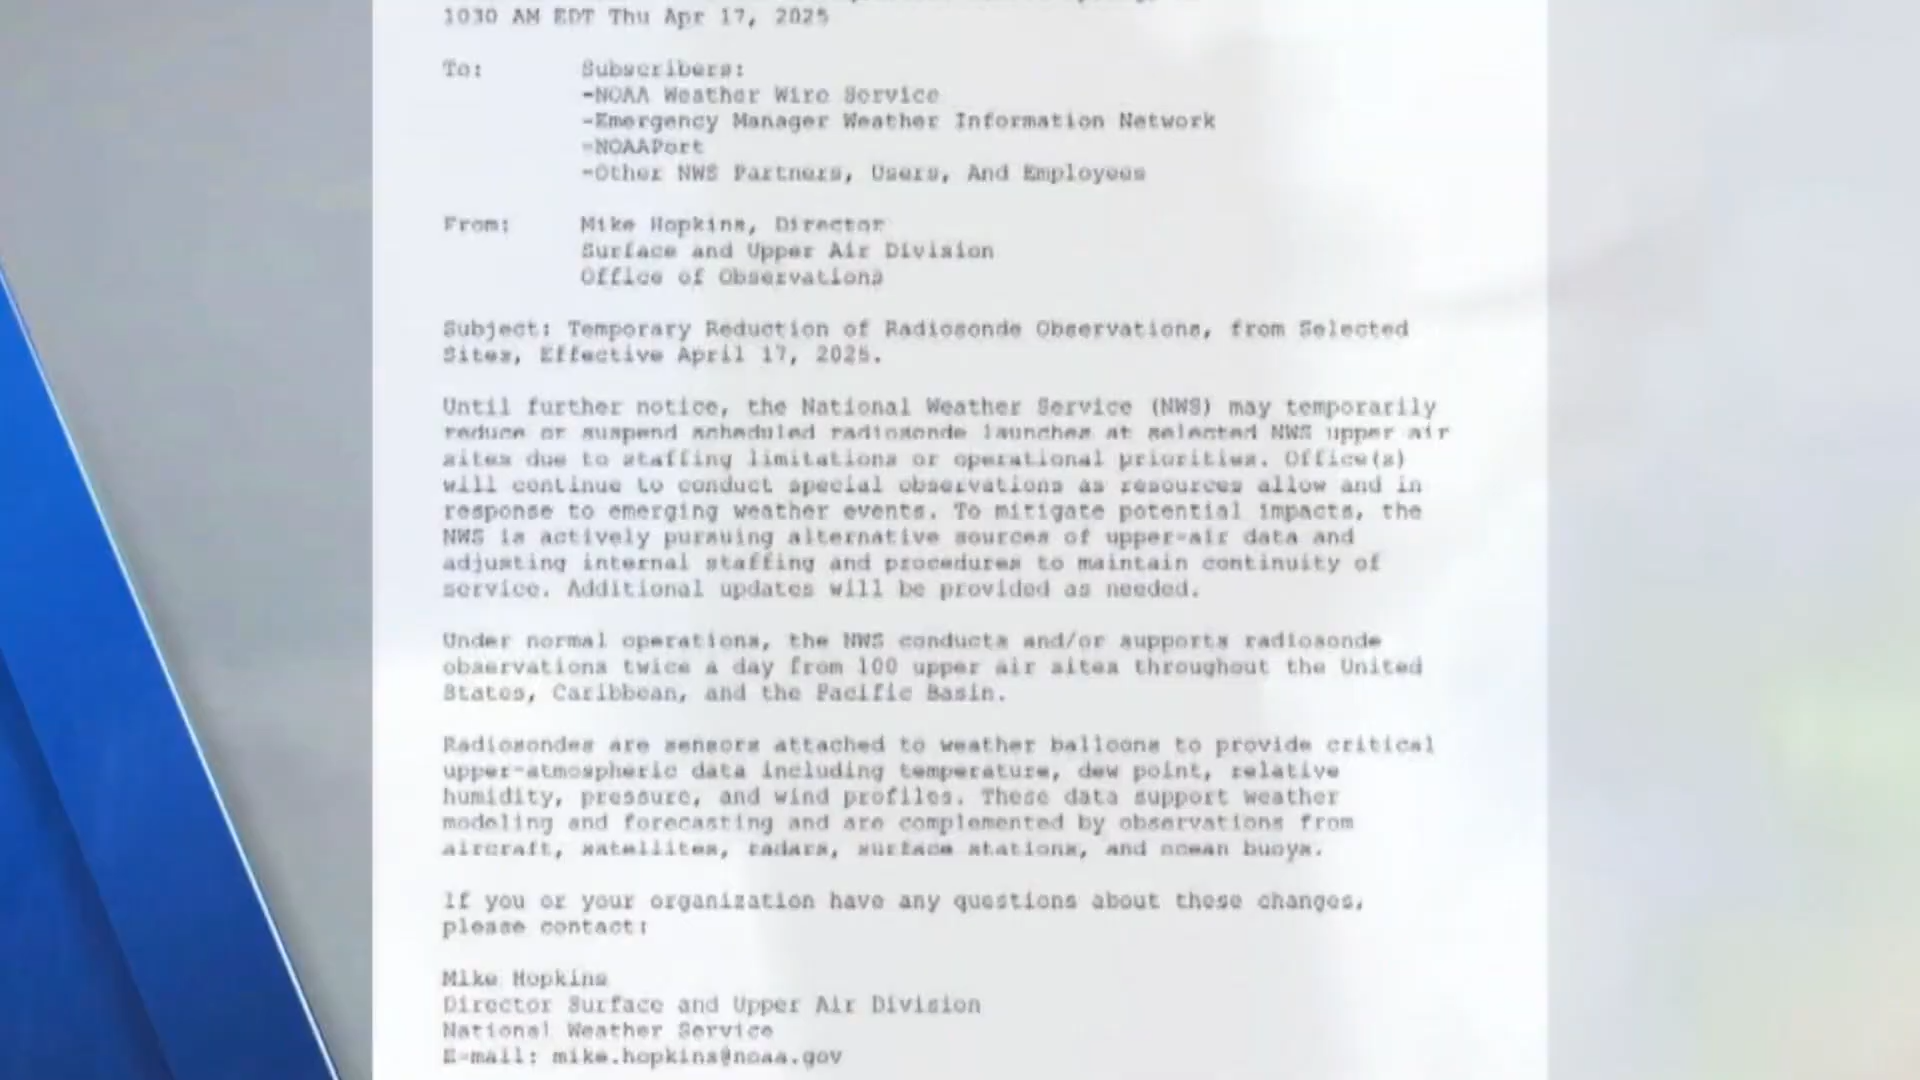 1030 AM EDT Thu Apr 17, 2025
To: Subscribers:
-NOAA Weather Wire Service
-Emergency Manager Weather Information Network
-NOAAPort
-Other NWS Partners, Users, And Employees
From: Mike Hopkins, Director
Surface and Upper Air Division
Office of Observations
Subject: Temporary Reduction of Radiosonde Observations, from Selected
Sites, Effective April 17, 2025.
Until further notice, the National Weather Service (NWS) may temporarily
reduce or suspend scheduled radiosonde launches at selected NWS upper air
sites due to staffing limitations or operational priorities. Office(s)
will continue to conduct special observations as resources allow and in
response to emerging weather events. To mitigate potential impacts, the
NWS is actively pursuing alternative sources of upper-air data and
adjusting internal staffing and procedures to maintain continuity of
service. Additional updates will be provided as needed.
Under normal operations, the NWS conducts and/or supports radiosonde
observations twice a day from 100 upper air sites throughout the United
States, Caribbean, and the Pacific Basin.
Radiosondes are sensors attached to weather balloons to provide critical
upper-atmospheric data including temperature, dew point, relative
humidity, pressure, and wind profiles. These data support weather
modeling and forecasting and are complemented by observations from
aircraft, satellites, radars, surface stations, and ocean buoys.
If you or your organization have any questions about these changes,
please contact:
Mike Hopkins
Director Surface and Upper Air Division
National Weather Service
E-mail: mike.hopkins@noaa.gov